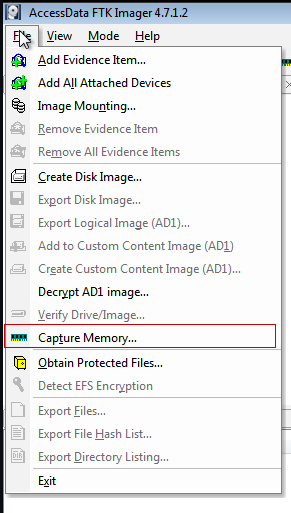 AccessData FTK Imager 4.7.1.2
File View Mode Help
Add Evidence Item...
Add All Attached Devices
Image Mounting...
Remove Evidence Item
Remove All Evidence Items
Create Disk Image...
Export Disk Image...
Export Logical Image (AD1)...
Add to Custom Content Image (AD1)
Create Custom Content Image (AD1)...
Decrypt AD1 image...
Verify Drive/Image...
Capture Memory...
Obtain Protected Files...
Detect EFS Encryption
Export Files...
Export File Hash List...
DIR Export Directory Listing...
Exit